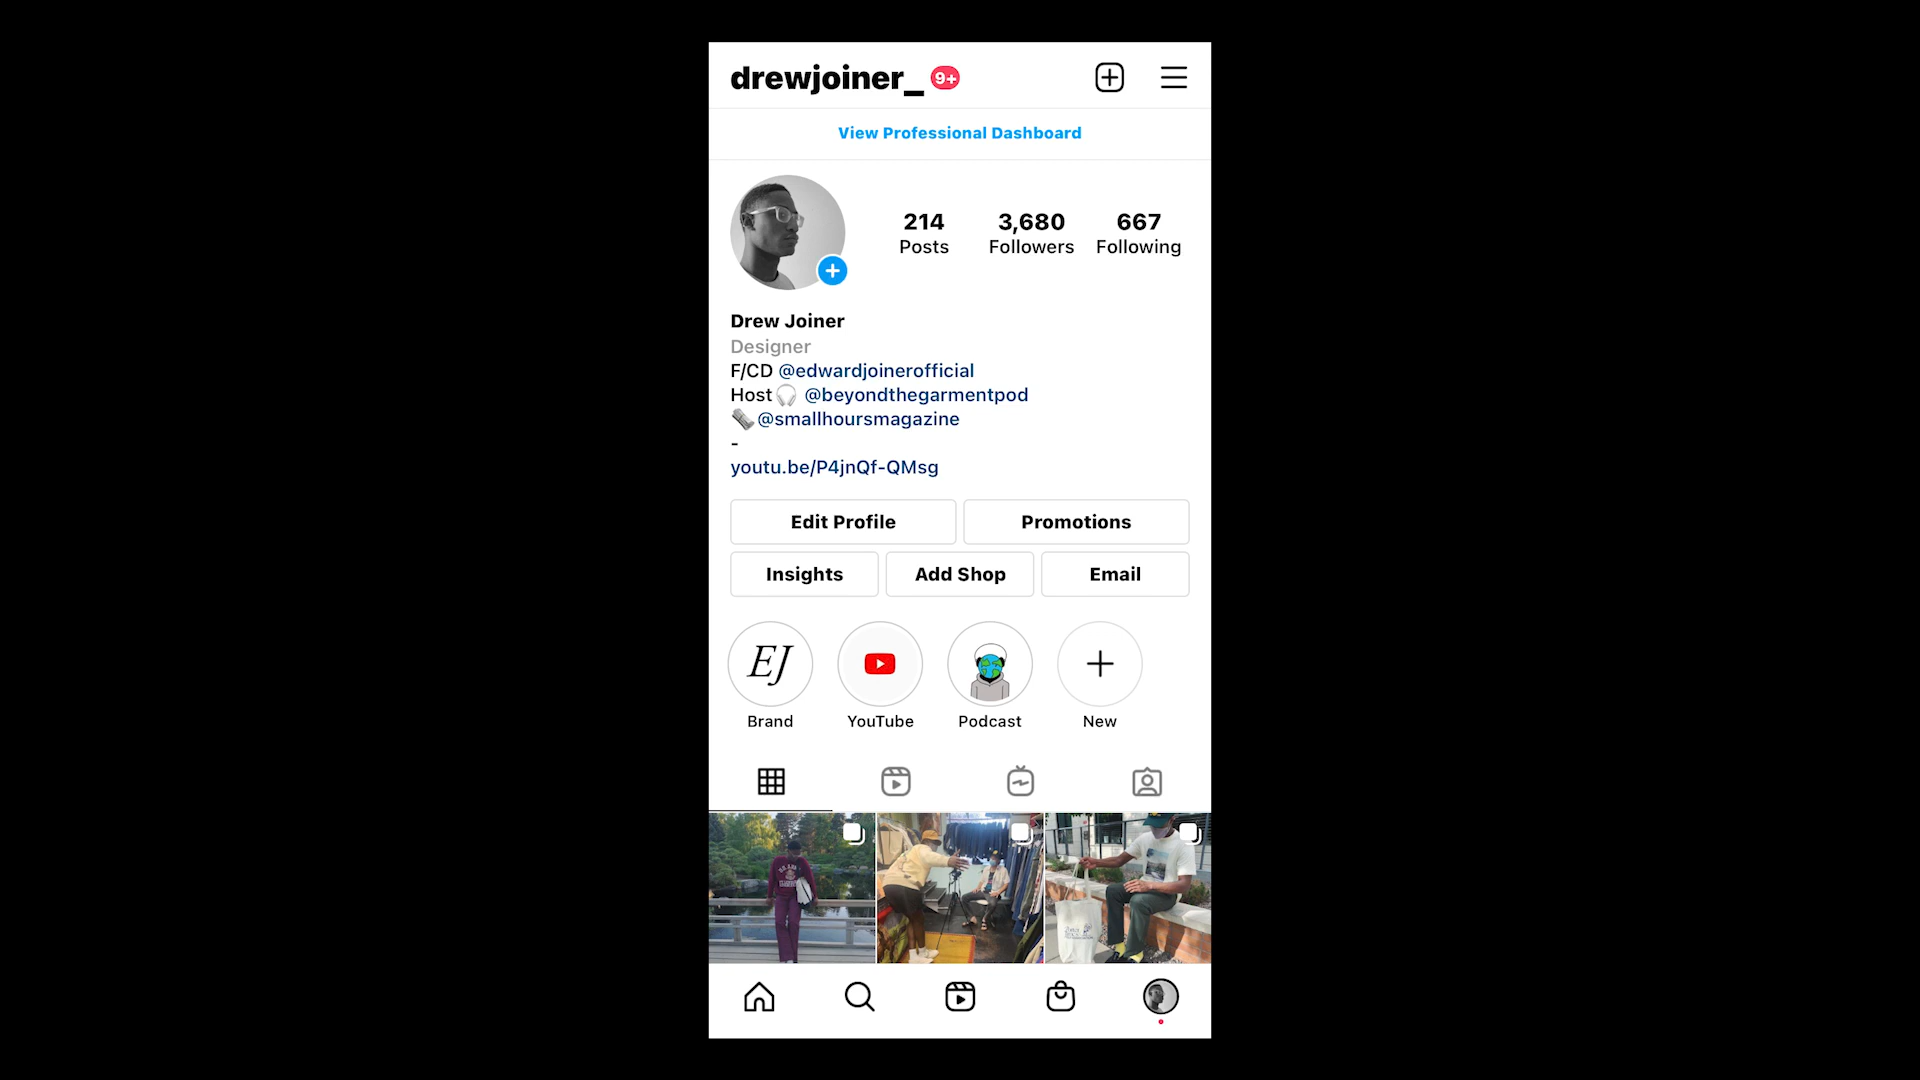 drewjoiner_ 9+
View Professional Dashboard
214 3,680 667
Posts Followers Following
Drew Joiner
Designer
F/CD @edwardjoinerofficial
Host @beyondthegarmentpod
@smallhoursmagazine
-
youtu.be/P4jnQf-QMsg
Edit Profile Promotions
Insights Add Shop Email
EJ
Brand YouTube Podcast New